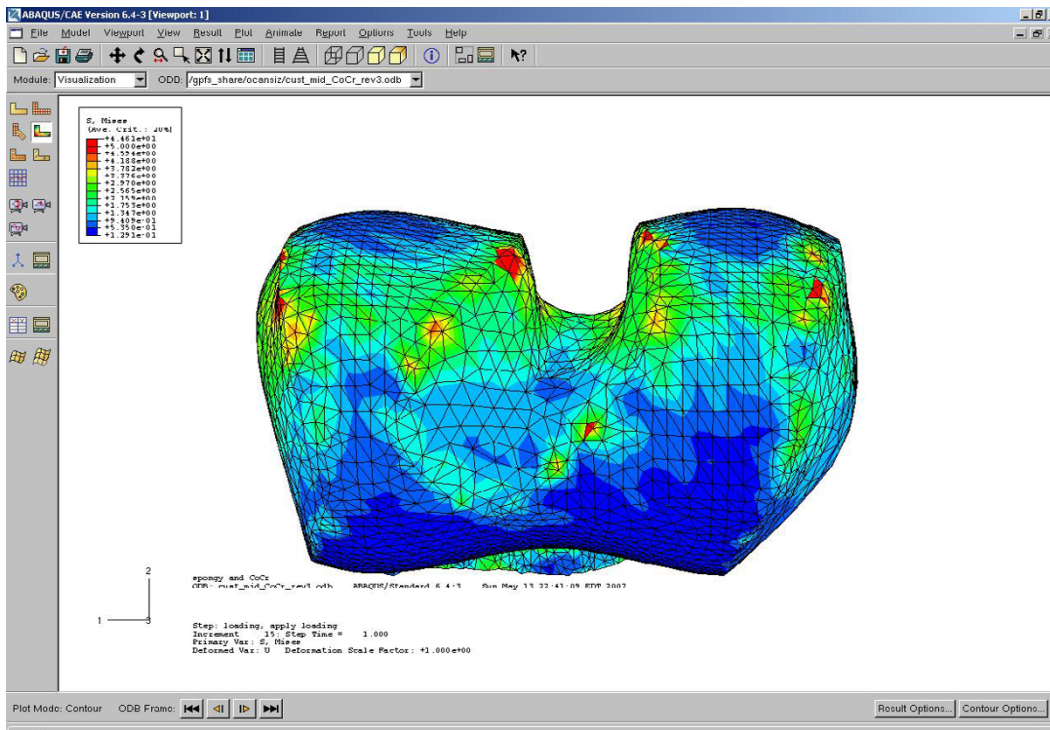 ABAQUS/CAE Version 6.4-3 [Viewport: 1]
File Model Viewport View Result Plot Animate Report Options Tools Help
Module: Visualization ODD: /gpfs_share/ocansiz/cust_mid_CoCr_rev3.odb
S, Mises
(Ave. Crit.: 20%)
+4.461e+01
+5.000e+00
+4.594e+00
+4.188e+00
+3.782e+00
+3.376e+00
+2.970e+00
+2.565e+00
+2.159e+00
+1.753e+00
+1.347e+00
+9.409e-01
+5.350e-01
+1.291e-01
2
1
3
spongy and CoCr
ODB: cust_mid_CoCr_rev3.odb ABAQUS/Standard 6.4-3 Sun May 13 22:41:09 EDT 2007
Step: loading, apply loading
Increment 15: Step Time = 1.000
Primary Var: S, Mises
Deformed Var: U Deformation Scale Factor: +1.000e+00
Plot Mode: Contour ODB Frame:
Result Options... Contour Options...